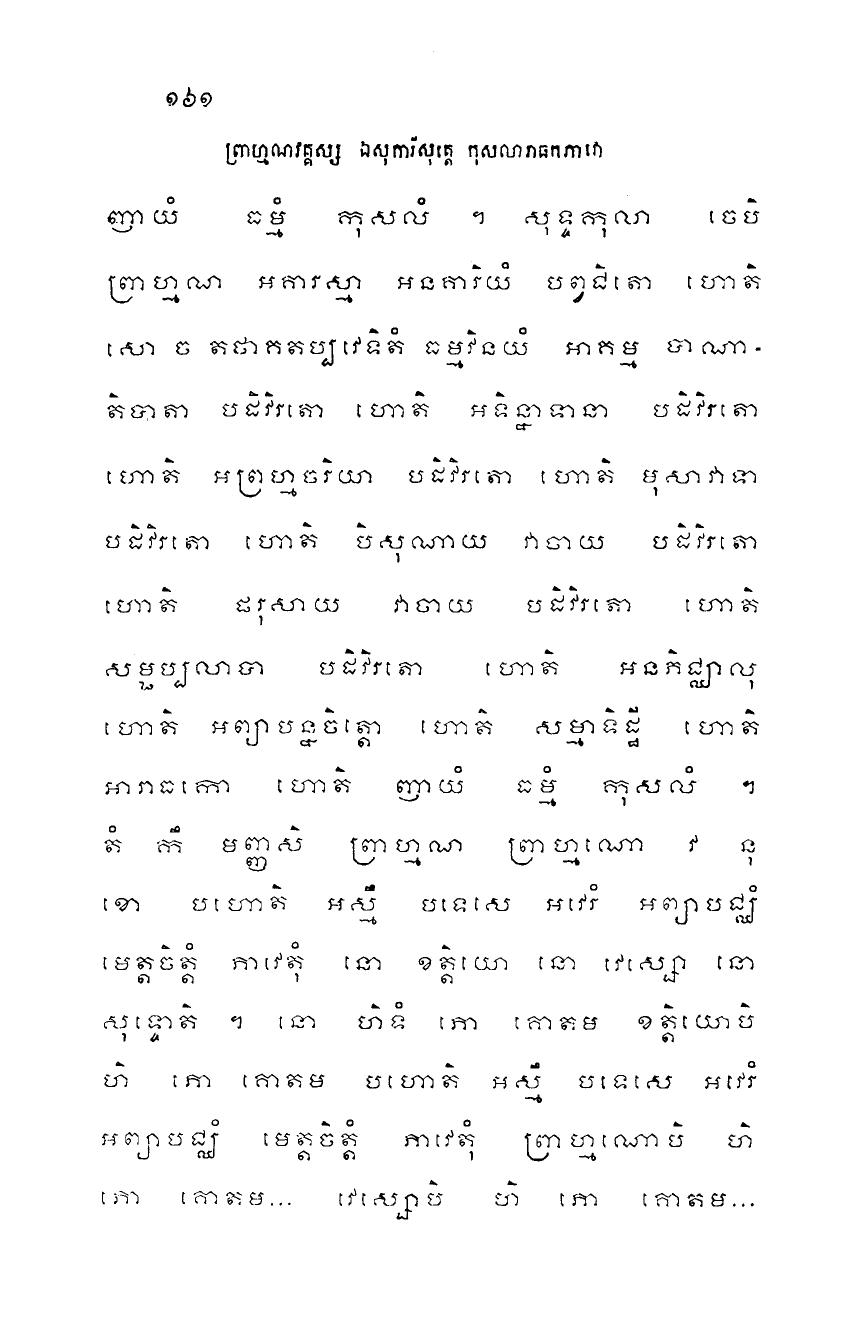 ១៦១
ព្រាហ្មណវគ្គស្ស ឯសុការីសុត្តេ កុសលារាធកភាវោ
ញាយំ ធម្មំ កុសលំ ។ សុទ្ទកុលា ចេបិ
ព្រាហ្មណ អគារស្មា អនគារិយំ បព្វជិតោ ហោតិ
សោ ច តថាគតប្បវេទិតំ ធម្មវិនយំ អាគម្ម បាណា-
តិបាតា បដិវិរតោ ហោតិ អទិន្នាទានា បដិវិរតោ
ហោតិ អព្រហ្មចរិយា បដិវិរតោ ហោតិ មុសាវាទា
បដិវិរតោ ហោតិ បិសុណាយ វាចាយ បដិវិរតោ
ហោតិ ផរុសាយ វាចាយ បដិវិរតោ ហោតិ
សម្ផប្បលាបា បដិវិរតោ ហោតិ អនភិជ្ឈាលុ
ហោតិ អព្យាបន្នចិត្តោ ហោតិ សម្មាទិដ្ឋី ហោតិ
អារាធកោ ហោតិ ញាយំ ធម្មំ កុសលំ ។
តំ កឹ មញ្ញសិ ព្រាហ្មណ ព្រាហ្មណោ វ នុ
ខោ បហោតិ អស្មឹ បទេសេ អវេរំ អព្យាបជ្ឈំ
មេត្តចិត្តំ ភាវេតុំ នោ ខត្តិយោ នោ វេស្សោ នោ
សុទ្ទោតិ ។ នោ ហិទំ ភោ គោតម ខត្តិយោបិ
ហិ ភោ គោតម បហោតិ អស្មឹ បទេសេ អវេរំ
អព្យាបជ្ឈំ មេត្តចិត្តំ ភាវេតុំ ព្រាហ្មណោបិ ហិ
ភោ គោតម... វេស្សោបិ ហិ ភោ គោតម...